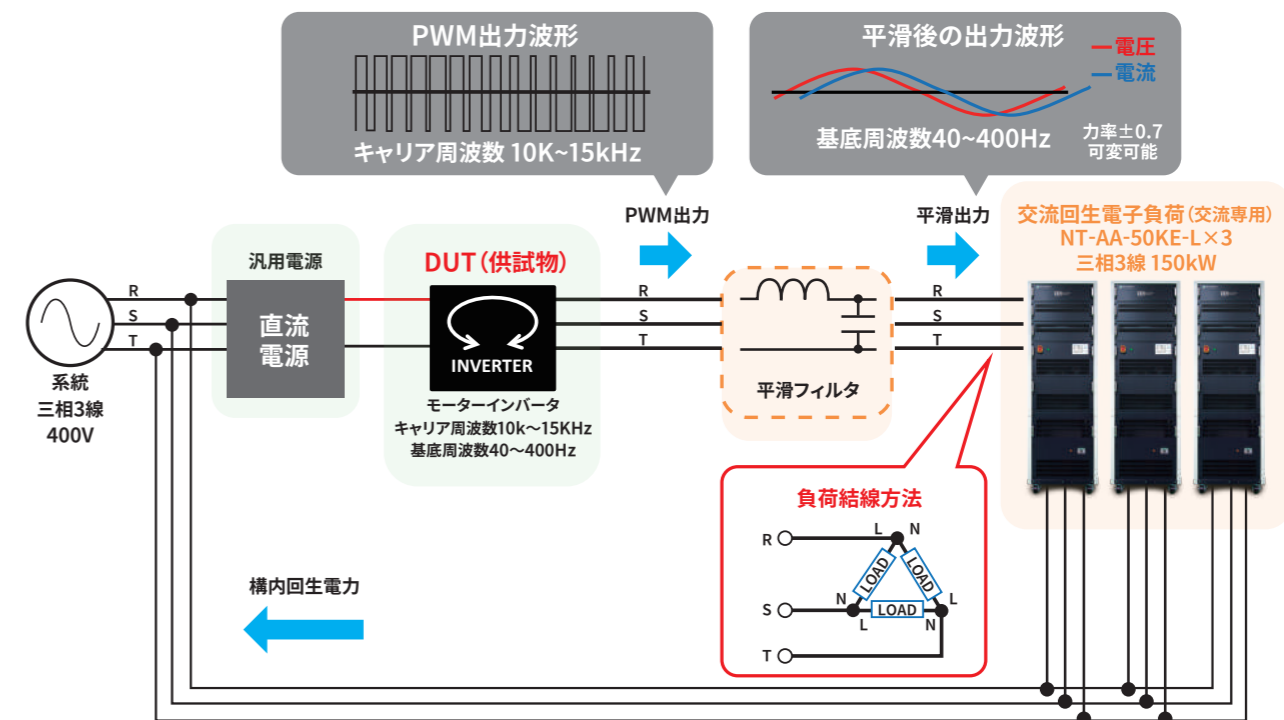 PWM出力波形
キャリア周波数 10K~15kHz
平滑後の出力波形
電圧
電流
基底周波数40~400Hz
力率±0.7
可変可能
PWM出力
平滑出力
交流回生電子負荷(交流専用)
NT-AA-50KE-L×3
三相3線 150kW
汎用電源
DUT(供試物)
R
S
T
直流
電源
INVERTER
R
S
T
平滑フィルタ
R
S
T
系統
三相3線
400V
モーターインバータ
キャリア周波数10k～15KHz
基底周波数40～400Hz
負荷結線方法
R
L N
LOAD
LOAD
S
N
LOAD
L
L
N
T
構内回生電力